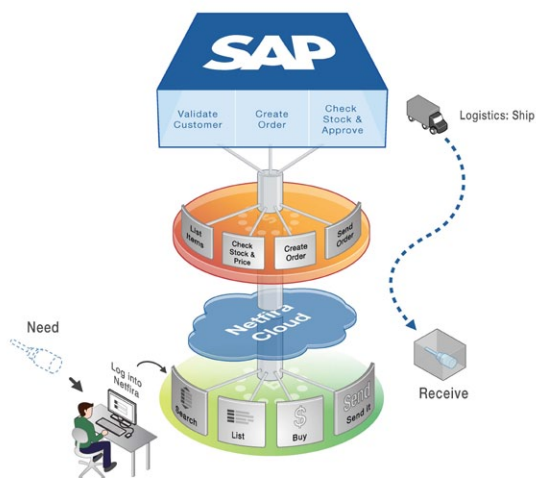 SAP
Validate
Customer
Create
Order
Check
Stock &
Approve
Logistics: Ship
List
Items
Check
Stock &
Price
Create
Order
Send
Order
Netfira
Cloud
Need
Log into
Netfira
Search
List
$
Buy
Send
Send it
Receive